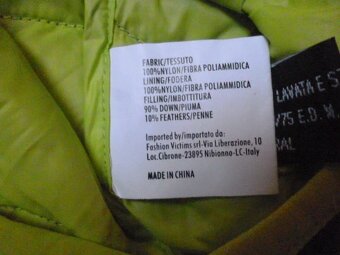 FABRIC/TESSUTO
100%NYLON/FIBRA POLIAMMIDICA
LINING/FODERA
100%NYLON/FIBRA POLIAMMIDICA
FILLING/IMBOTTITURA
90% DOWN/PIUMA
10% FEATHERS/PENNE
Imported by/importato da:
Fashion Victims srl-Via Liberazione, 10
Loc.Cibrone-23895 Nibionno-LC-Italy
MADE IN CHINA
LAVATA E S
/75 E.D. M